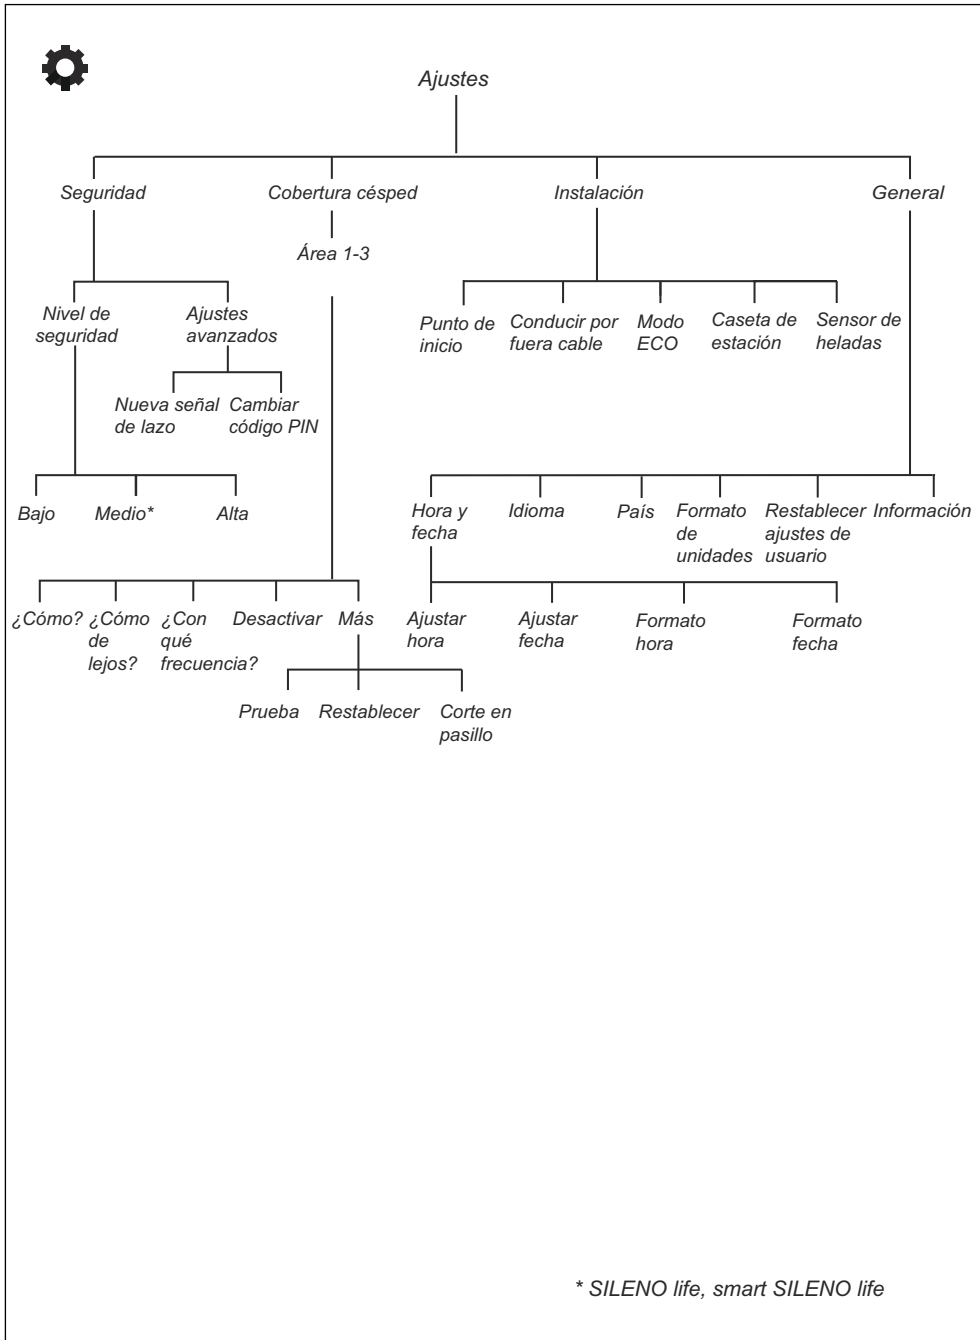 Ajustes
Seguridad
Cobertura césped
Instalación
General
Área 1-3
Nivel de
seguridad
Ajustes
avanzados
Punto de
inicio
Conducir por
fuera cable
Modo
ECO
Caseta de
estación
Sensor de
heladas
Nueva señal
de lazo
Cambiar
código PIN
Bajo
Medio*
Alta
Hora y
fecha
Idioma
País
Formato
de
unidades
Restablecer
ajustes de
usuario
Información
¿Cómo?
¿Cómo
de
lejos?
¿Con
qué
frecuencia?
Desactivar
Más
Ajustar
hora
Ajustar
fecha
Formato
hora
Formato
fecha
Prueba
Restablecer
Corte en
pasillo
* SILENO life, smart SILENO life